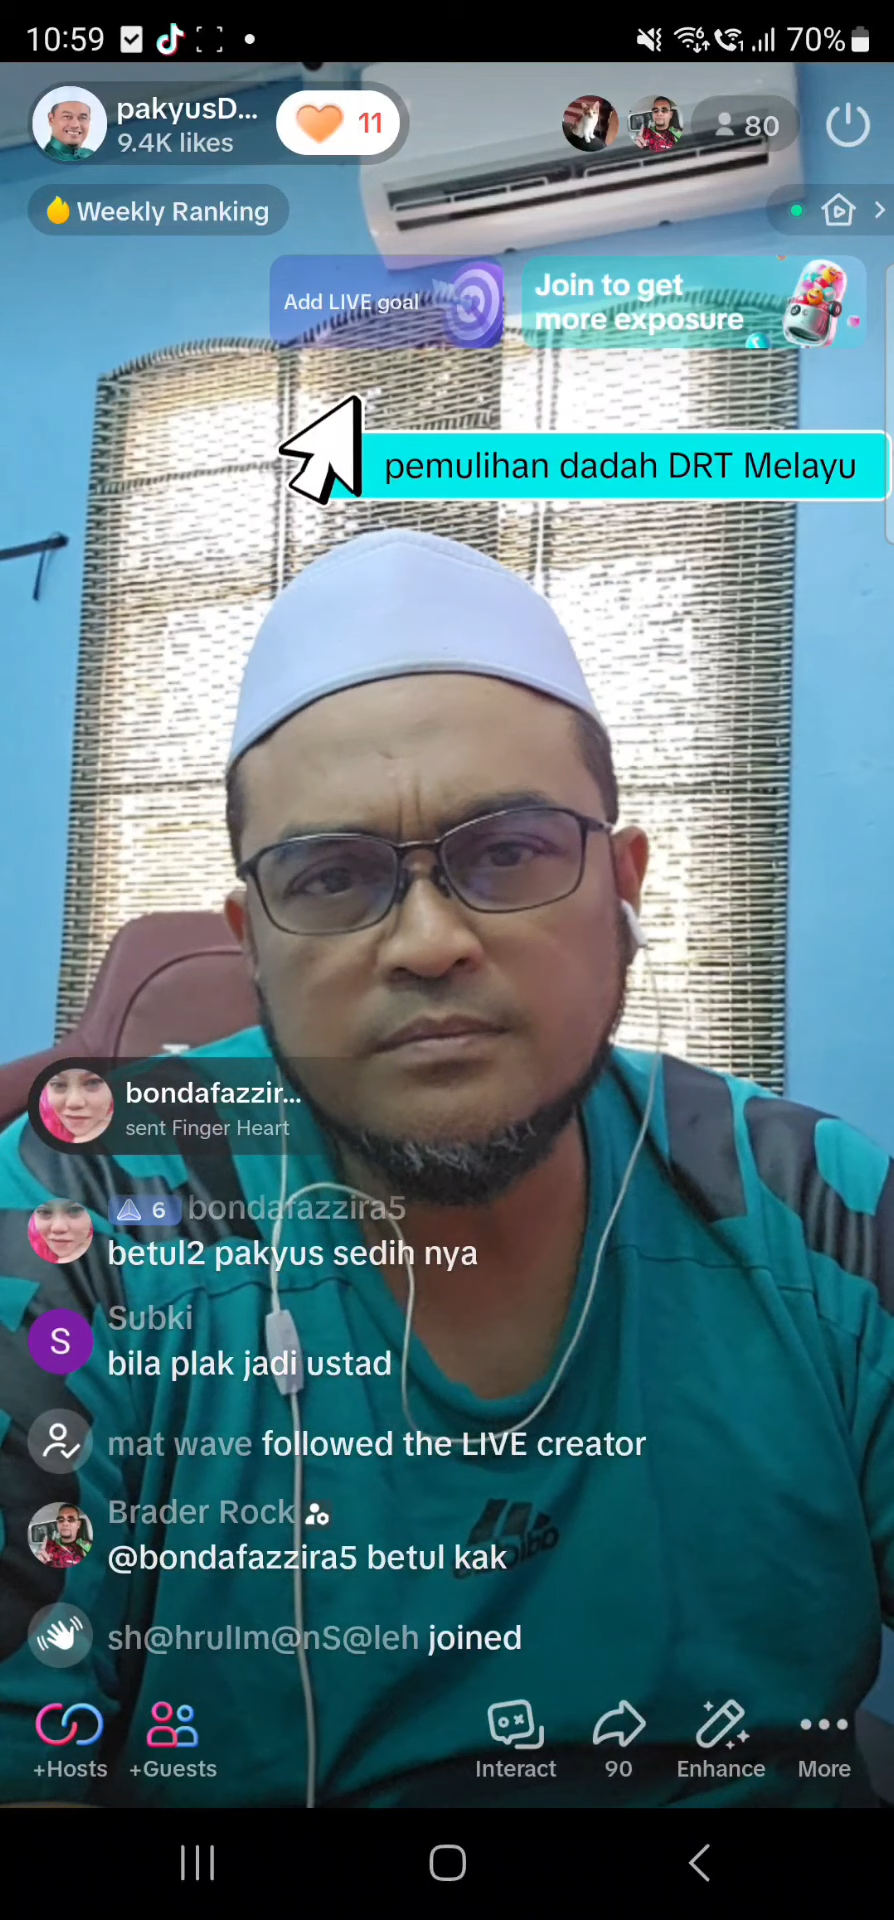 10:59
70%
pakyusD...
9.4K likes
11
80
Weekly Ranking
Add LIVE goal
Join to get
more exposure
pemulihan dadah DRT Melayu
bondafazzir...
sent Finger Heart
6 bondafazzira5
betul2 pakyus sedih nya
Subki
S
bila plak jadi ustad
mat wave followed the LIVE creator
Brader Rock
@bondafazzira5 betul kak
sh@hrulIm@nS@leh joined
+Hosts
+Guests
Interact
90
Enhance
More